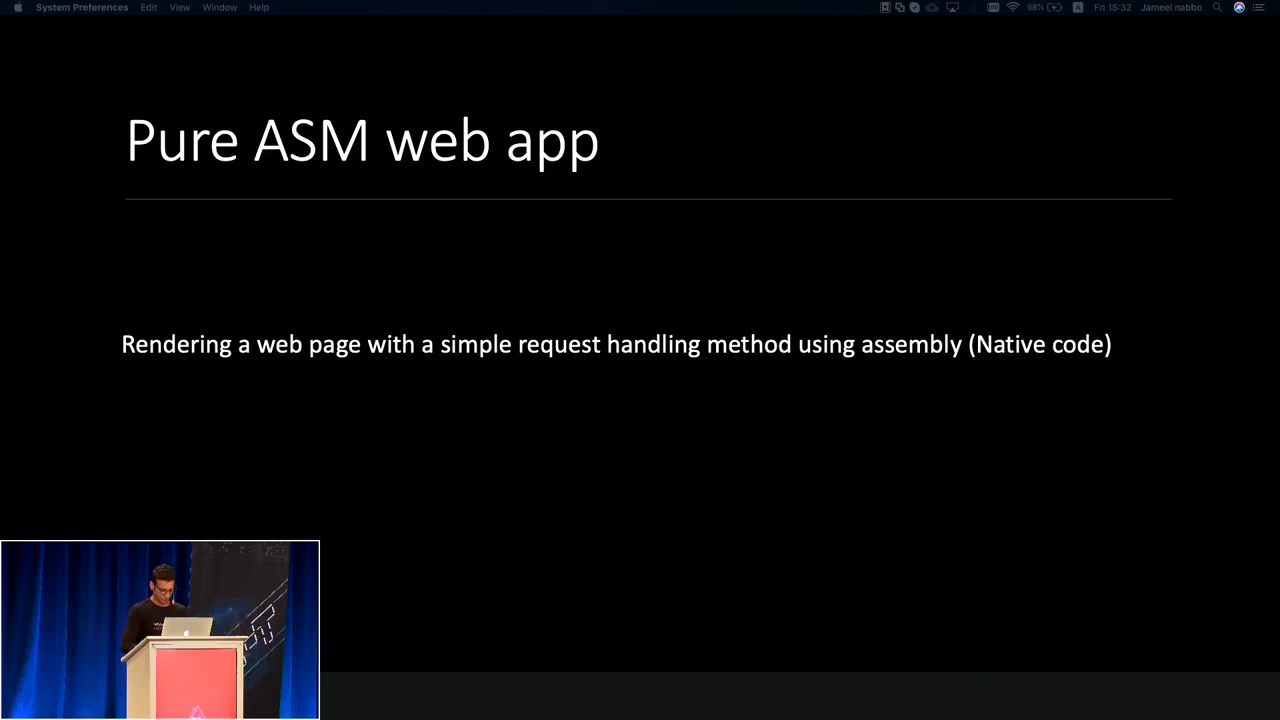 System Preferences Edit View Window Help 68% A Fri 15:32 Jameel nabbo
Pure ASM web app
Rendering a web page with a simple request handling method using assembly (Native code)